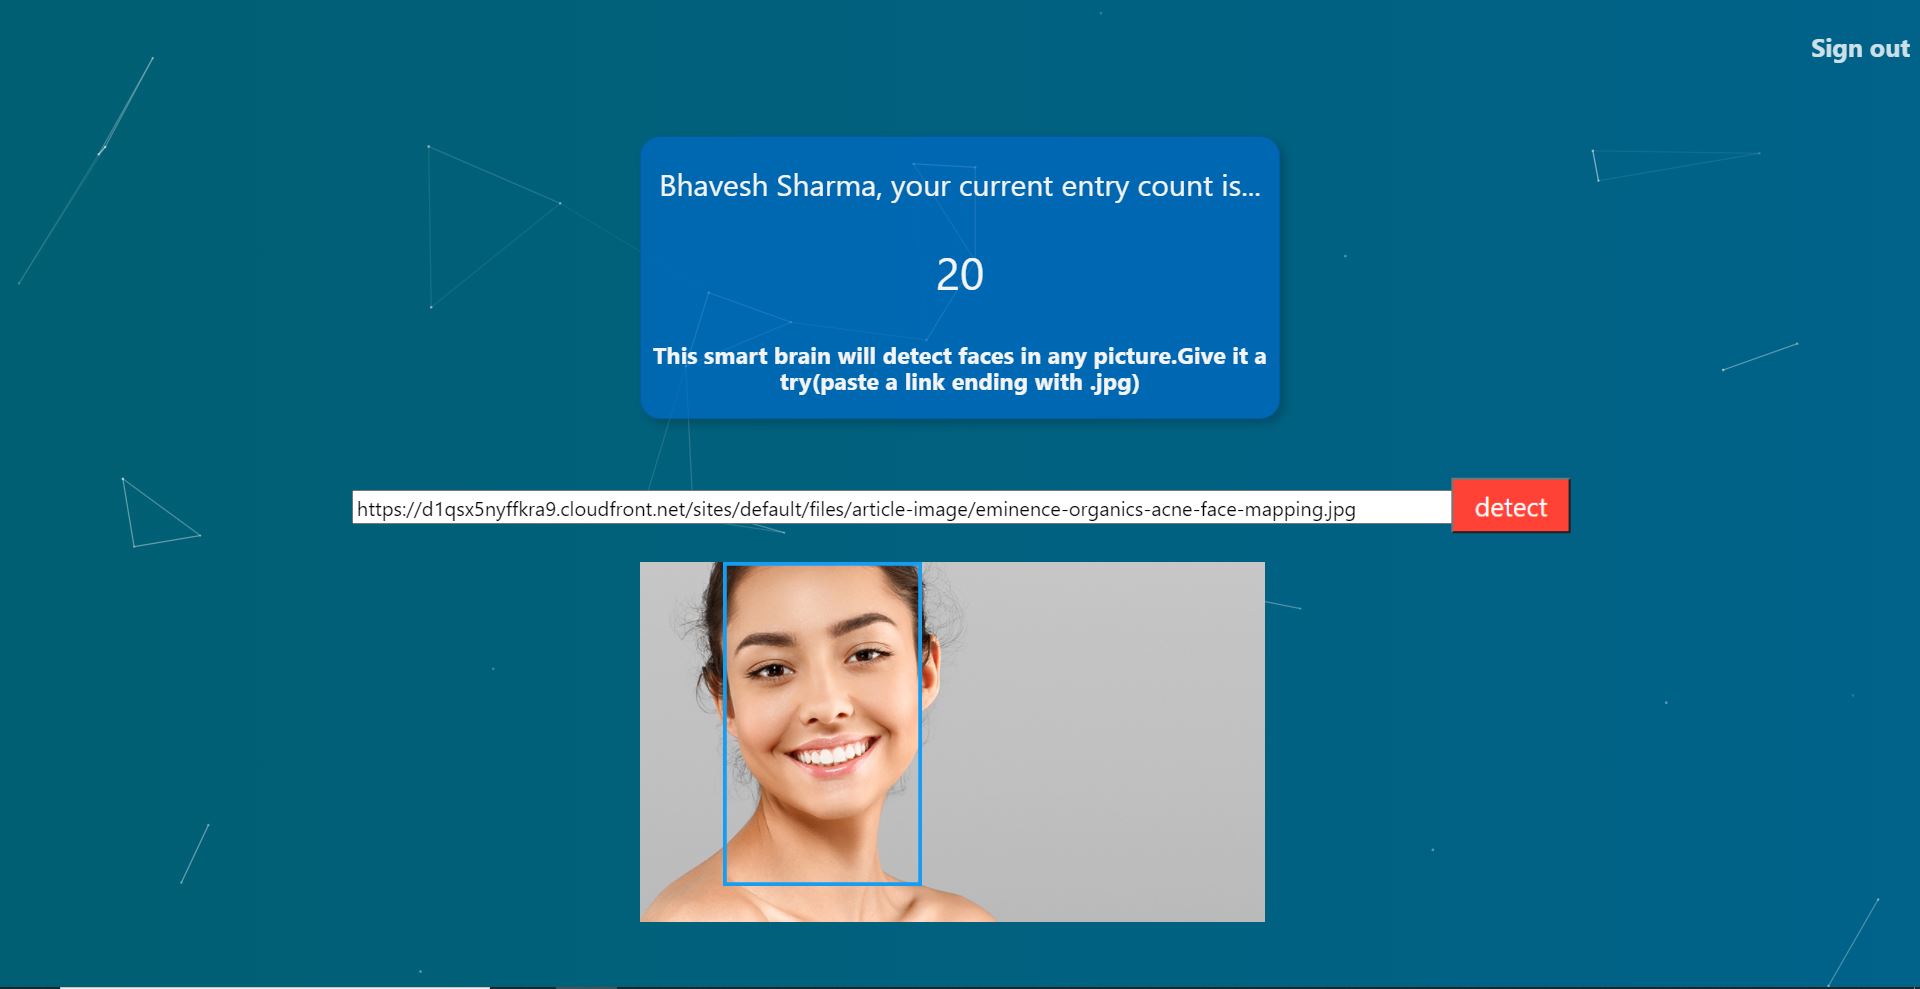 Sign out
Bhavesh Sharma, your current entry count is...
20
This smart brain will detect faces in any picture.Give it a
try(paste a link ending with .jpg)
https://d1qsx5nyffkra9.cloudfront.net/sites/default/files/article-image/eminence-organics-acne-face-mapping.jpg
detect